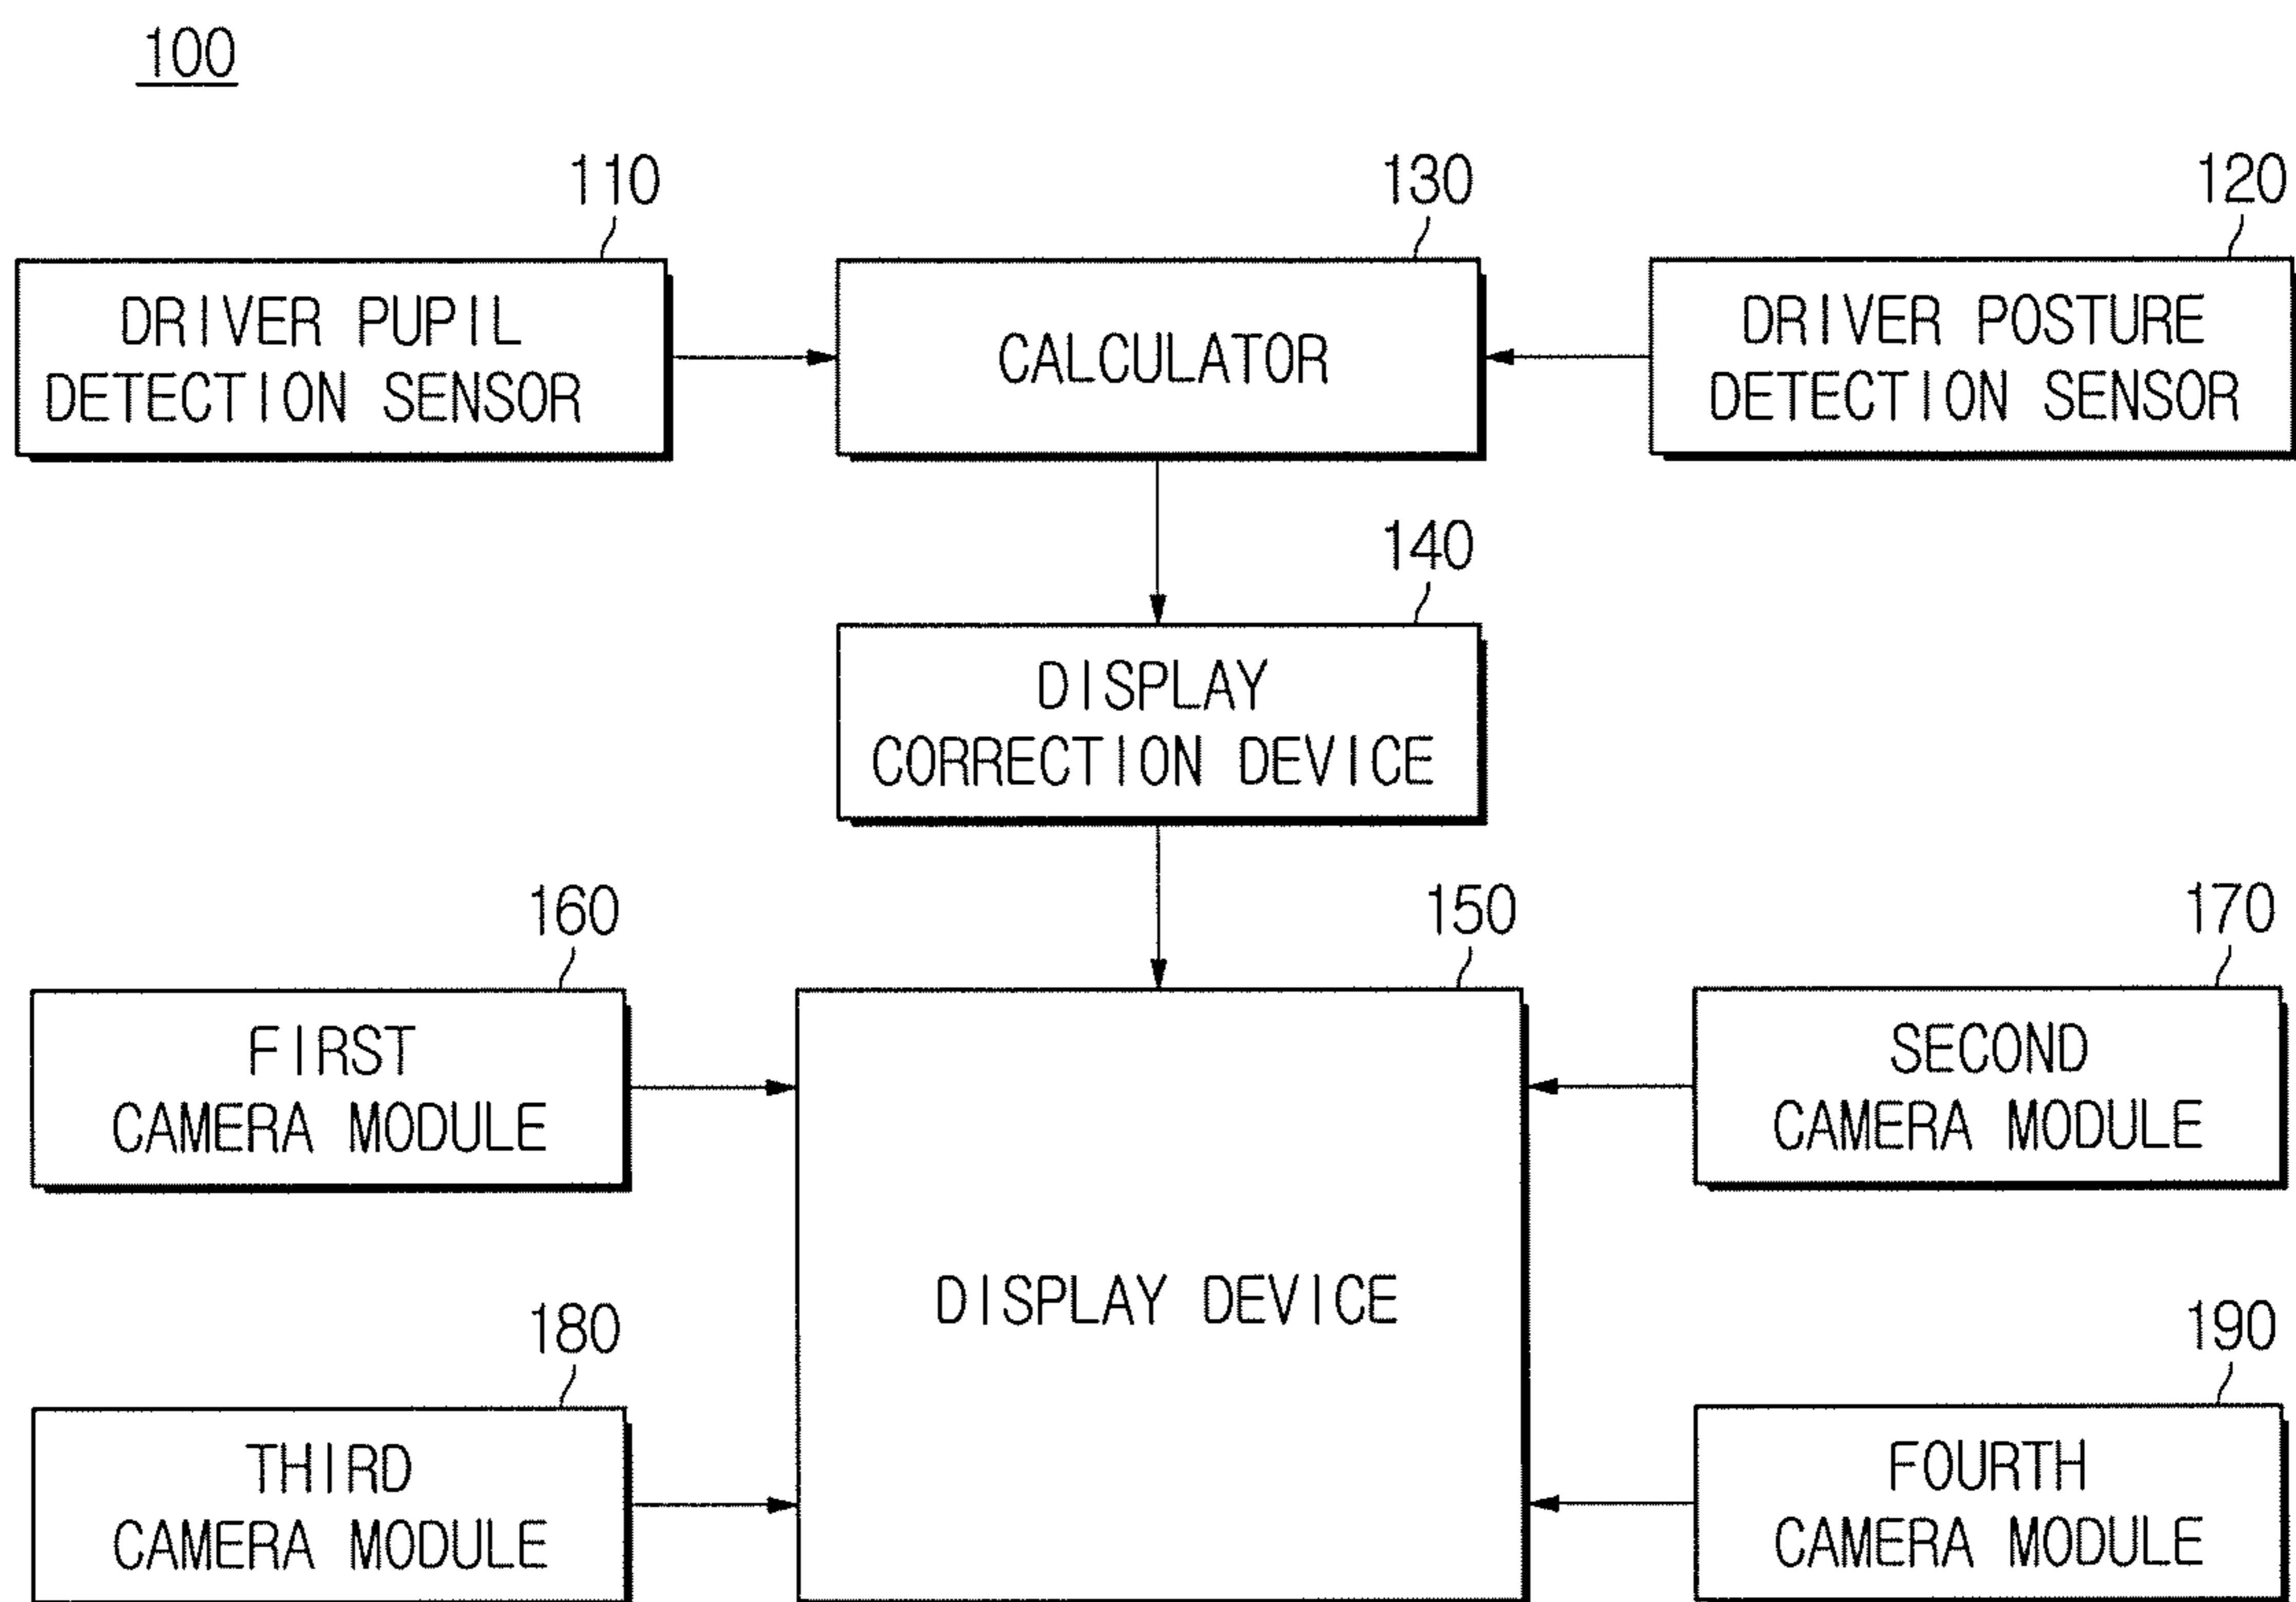 100
110
130
120
DRIVER PUPIL
DETECTION SENSOR
CALCULATOR
DRIVER POSTURE
DETECTION SENSOR
140
DISPLAY
CORRECTION DEVICE
160
150
170
FIRST
CAMERA MODULE
SECOND
CAMERA MODULE
DISPLAY DEVICE
180
190
THIRD
CAMERA MODULE
FOURTH
CAMERA MODULE